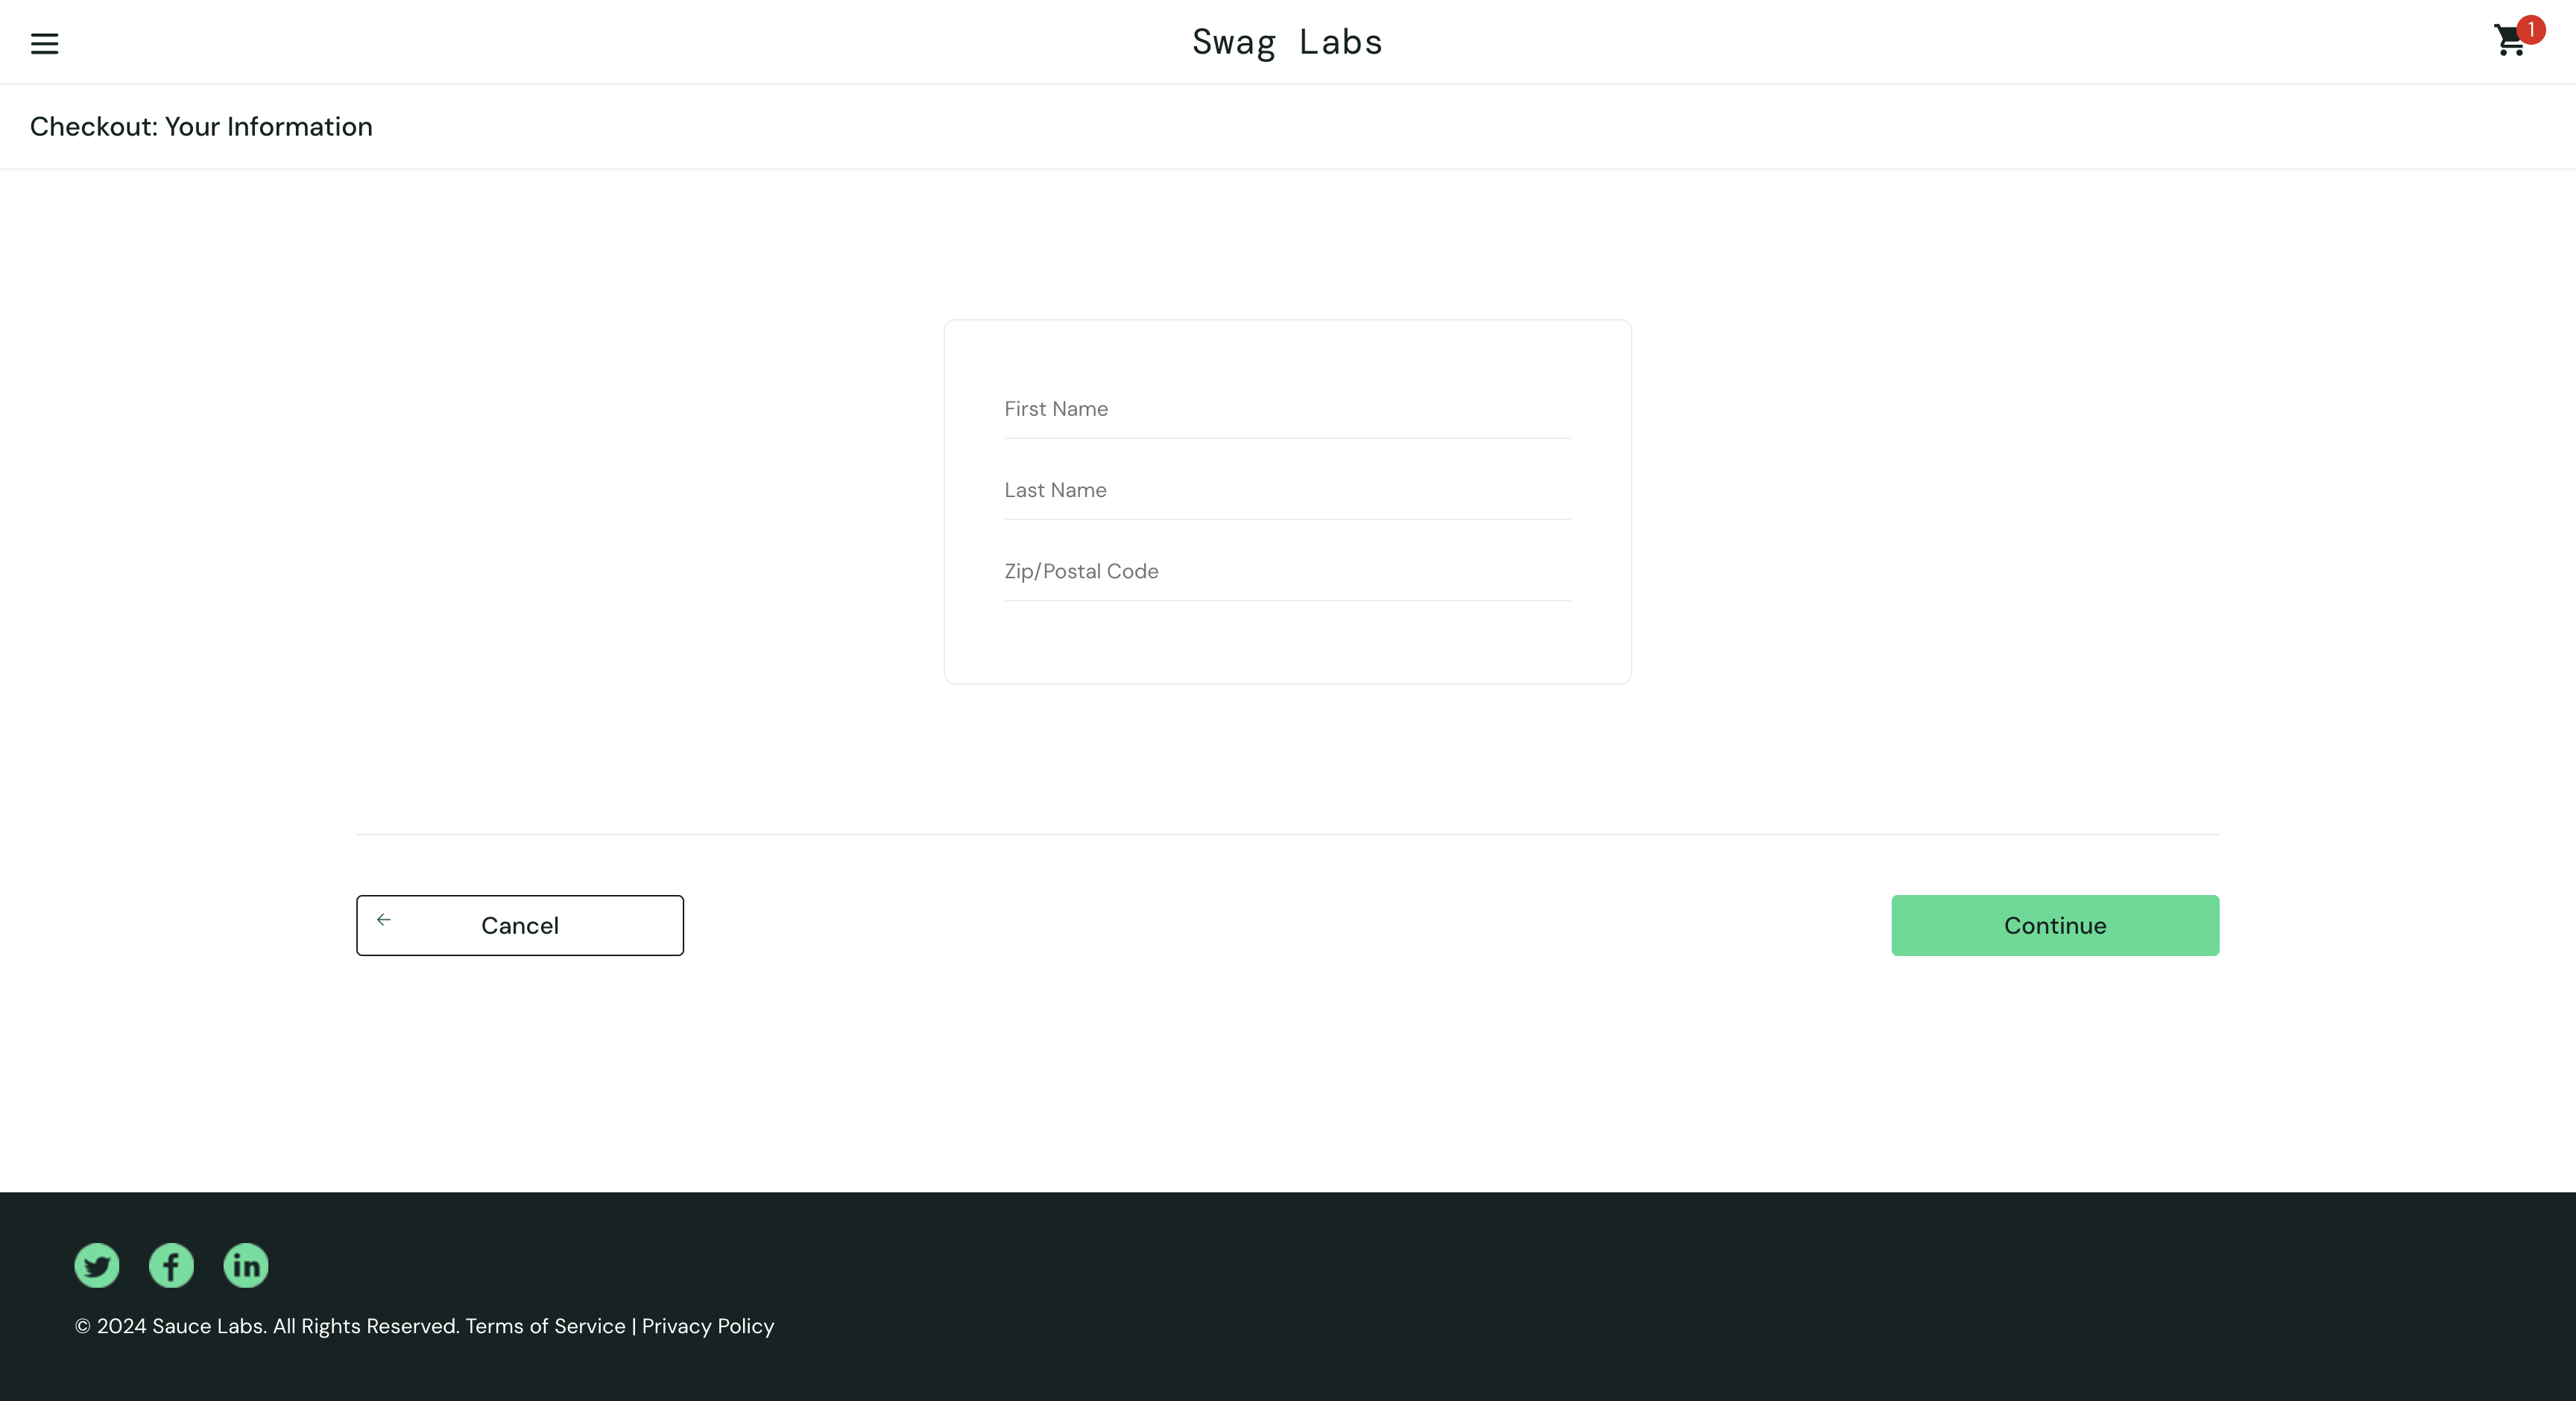 Swag Labs
1
Checkout: Your Information
First Name
Last Name
Zip/Postal Code
Cancel
Continue
© 2024 Sauce Labs. All Rights Reserved. Terms of Service | Privacy Policy